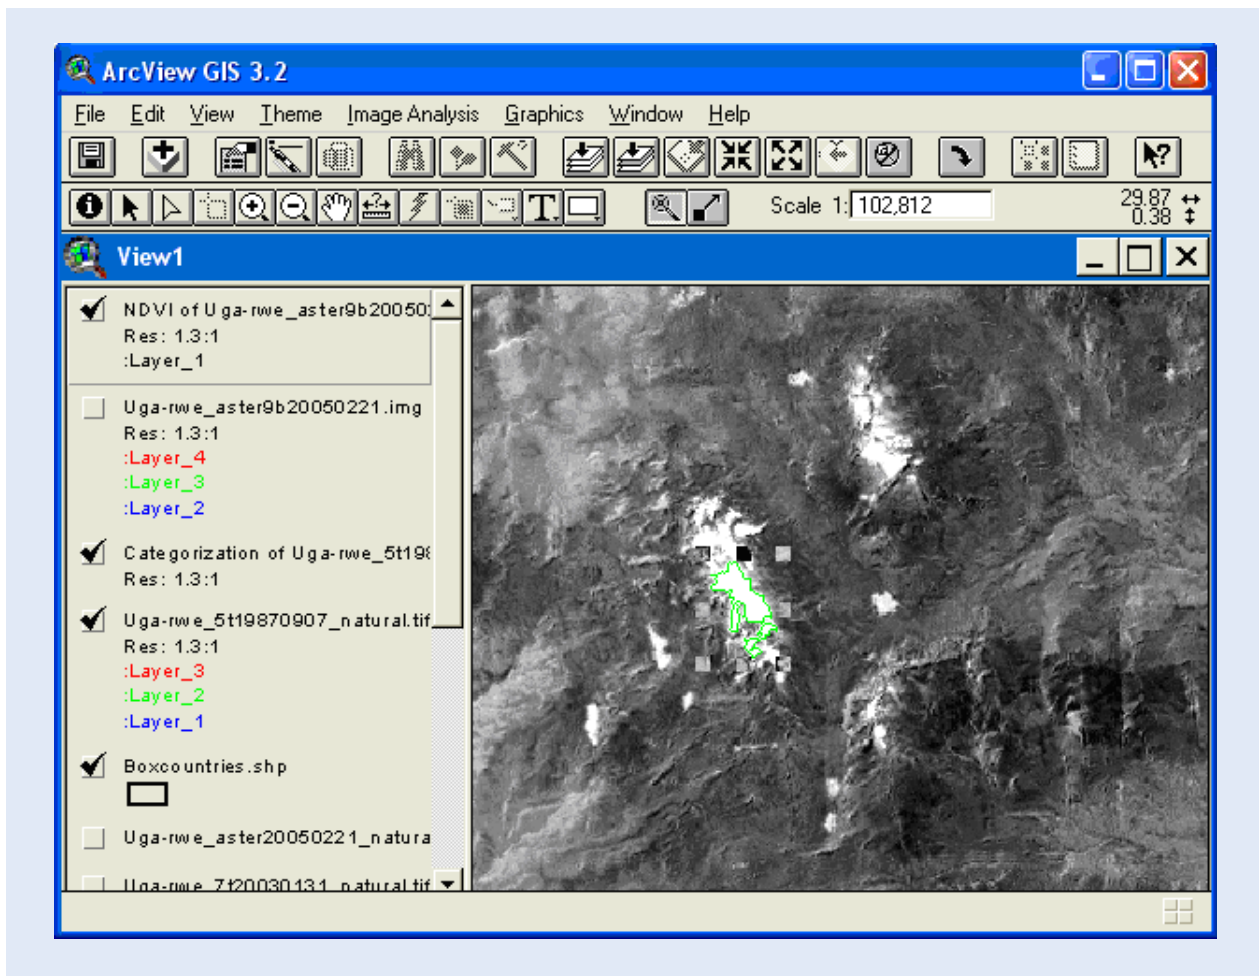 ArcView GIS 3.2
File Edit View Theme Image Analysis Graphics Window Help
Scale 1: 102,812
29.87
0.38
View1
NDVI of Uga-rwe_aster9b20050
Res: 1.3:1
:Layer_1
Uga-rwe_aster9b20050221.img
Res: 1.3:1
:Layer_4
:Layer_3
:Layer_2
Categorization of Uga-rwe_5t198
Res: 1.3:1
Uga-rwe_5t19870907_natural.tif
Res: 1.3:1
:Layer_3
:Layer_2
:Layer_1
Boxcountries.shp
Uga-rwe_aster20050221_natura
Uga-rwe_7f20030131_natural.tif